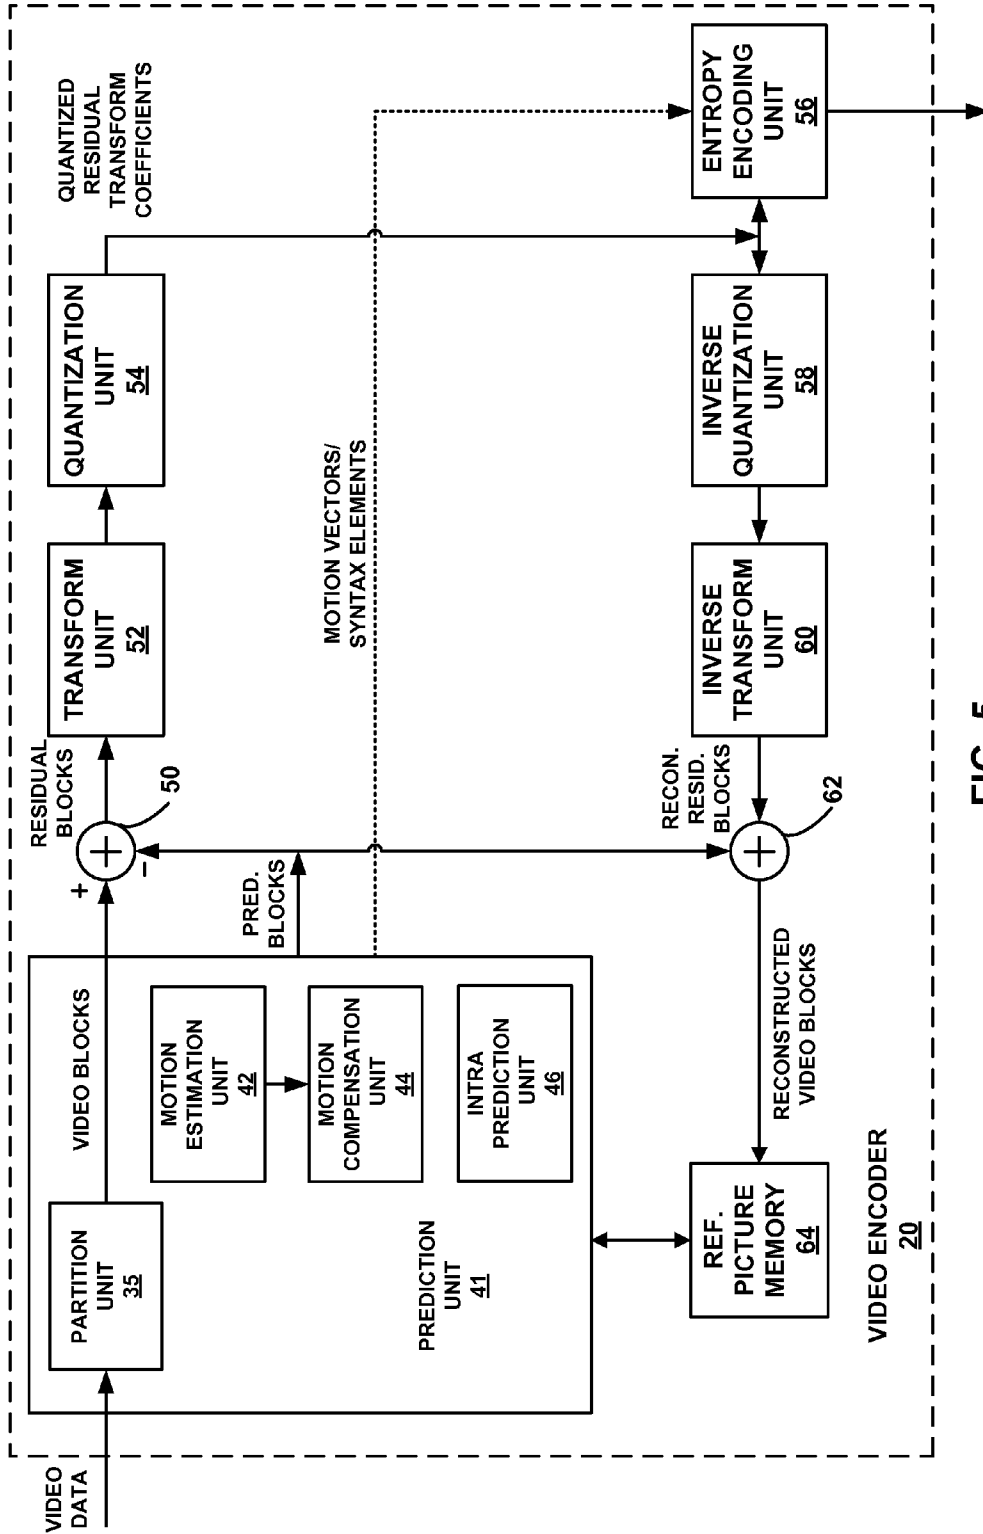 VIDEO
DATA
PARTITION
UNIT
35
VIDEO BLOCKS
MOTION
ESTIMATION
UNIT
42
MOTION
COMPENSATION
UNIT
44
INTRA
PREDICTION
UNIT
46
PREDICTION
UNIT
41
PRED.
BLOCKS
+
−
50
RESIDUAL
BLOCKS
TRANSFORM
UNIT
52
QUANTIZATION
UNIT
54
QUANTIZED
RESIDUAL
TRANSFORM
COEFFICIENTS
MOTION VECTORS/
SYNTAX ELEMENTS
ENTROPY
ENCODING
UNIT
56
INVERSE
QUANTIZATION
UNIT
58
INVERSE
TRANSFORM
UNIT
60
RECON.
RESID.
BLOCKS
62
RECONSTRUCTED
VIDEO BLOCKS
REF.
PICTURE
MEMORY
64
VIDEO ENCODER
20